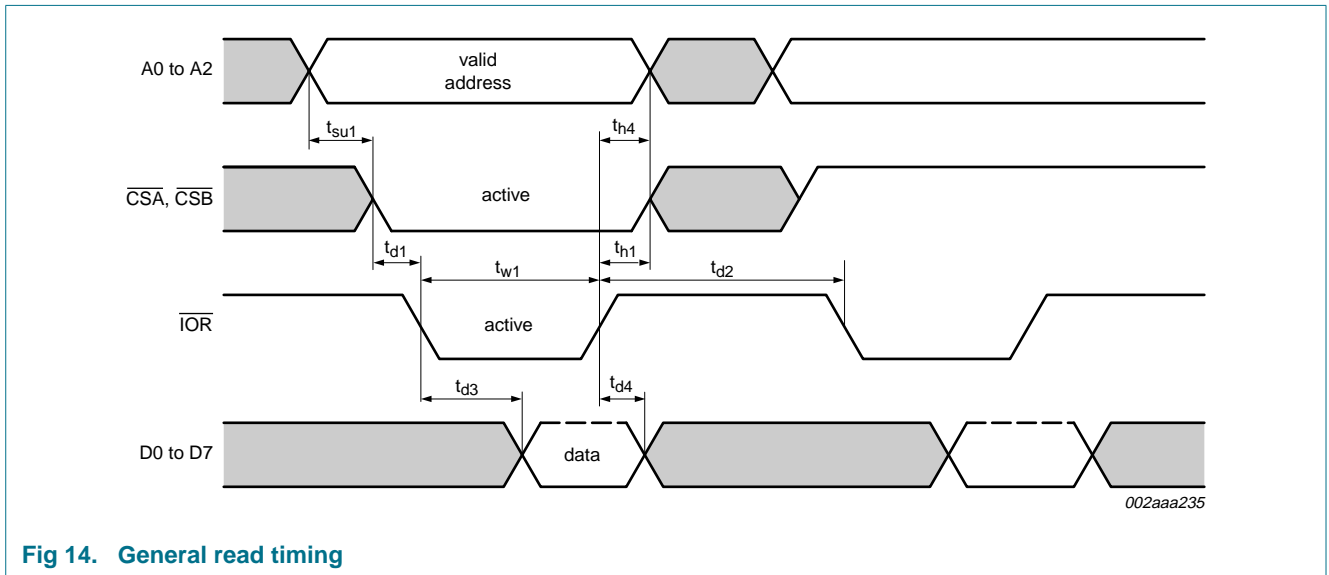 A0 to A2
valid
address
tsu1
th4
CSA, CSB
active
td1
tw1
th1
td2
IOR
active
td3
td4
D0 to D7
data
002aaa235
Fig 14. General read timing